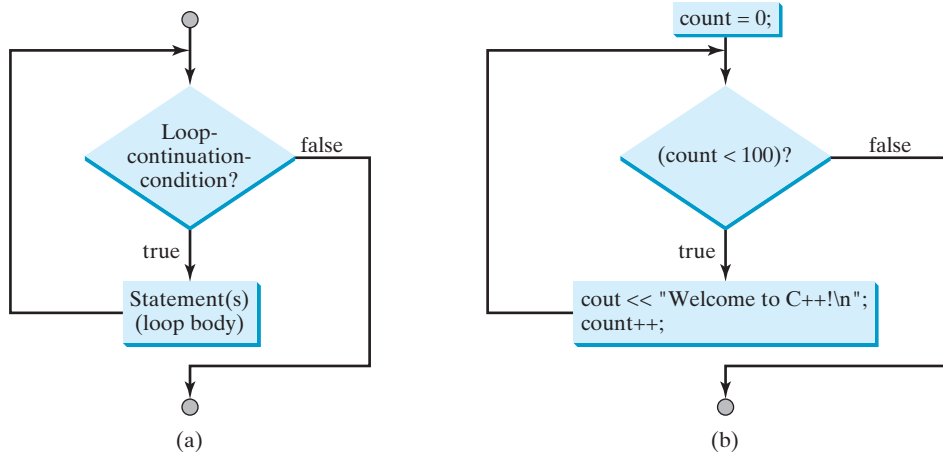 Loop-
continuation-
condition?
false
true
Statement(s)
(loop body)
(a)
count = 0;
(count < 100)?
false
true
cout << "Welcome to C++!\n";
count++;
(b)